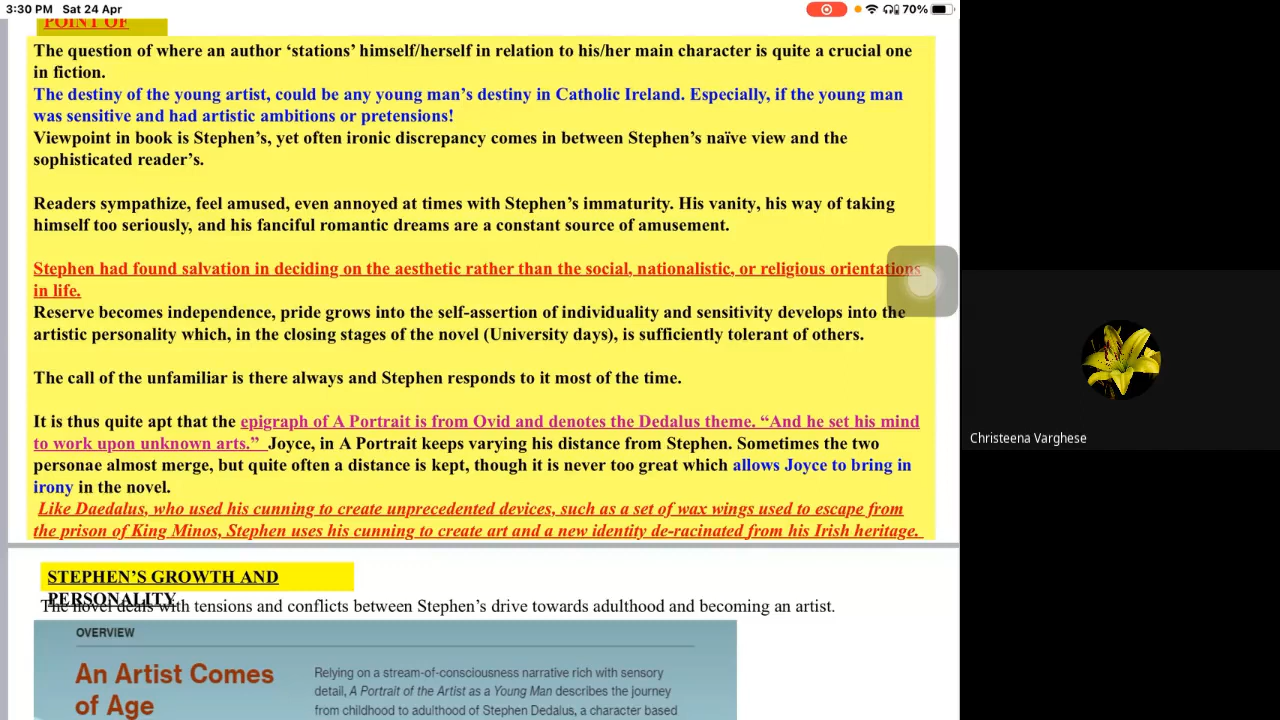 3:30 PM Sat 24 Apr
70%
POINT OF
The question of where an author ‘stations’ himself/herself in relation to his/her main character is quite a crucial one
in fiction.
The destiny of the young artist, could be any young man’s destiny in Catholic Ireland. Especially, if the young man
was sensitive and had artistic ambitions or pretensions!
Viewpoint in book is Stephen’s, yet often ironic discrepancy comes in between Stephen’s naïve view and the
sophisticated reader’s.
Readers sympathize, feel amused, even annoyed at times with Stephen’s immaturity. His vanity, his way of taking
himself too seriously, and his fanciful romantic dreams are a constant source of amusement.
Stephen had found salvation in deciding on the aesthetic rather than the social, nationalistic, or religious orientations
in life.
Reserve becomes independence, pride grows into the self-assertion of individuality and sensitivity develops into the
artistic personality which, in the closing stages of the novel (University days), is sufficiently tolerant of others.
The call of the unfamiliar is there always and Stephen responds to it most of the time.
It is thus quite apt that the epigraph of A Portrait is from Ovid and denotes the Dedalus theme. “And he set his mind
to work upon unknown arts.” Joyce, in A Portrait keeps varying his distance from Stephen. Sometimes the two
personae almost merge, but quite often a distance is kept, though it is never too great which allows Joyce to bring in
irony in the novel.
Like Daedalus, who used his cunning to create unprecedented devices, such as a set of wax wings used to escape from
the prison of King Minos, Stephen uses his cunning to create art and a new identity de-racinated from his Irish heritage.
Christeena Varghese
STEPHEN’S GROWTH AND
PERSONALITY
The novel deals with tensions and conflicts between Stephen’s drive towards adulthood and becoming an artist.
OVERVIEW
An Artist Comes
of Age
Relying on a stream-of-consciousness narrative rich with sensory
detail, A Portrait of the Artist as a Young Man describes the journey
from childhood to adulthood of Stephen Dedalus, a character based